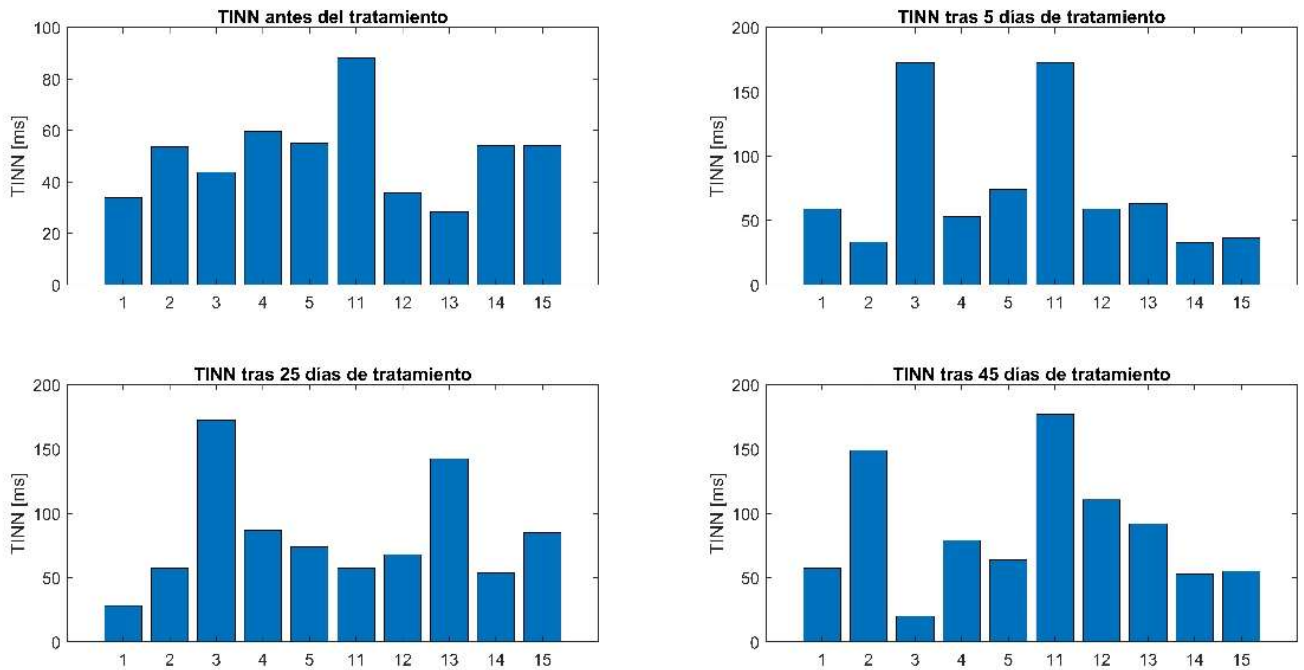 TINN antes del tratamiento
TINN [ms]
100
80
60
40
20
0
1 2 3 4 5 11 12 13 14 15
TINN tras 5 días de tratamiento
TINN [ms]
200
150
100
50
0
1 2 3 4 5 11 12 13 14 15
TINN tras 25 días de tratamiento
TINN [ms]
200
150
100
50
0
1 2 3 4 5 11 12 13 14 15
TINN tras 45 días de tratamiento
TINN [ms]
200
150
100
50
0
1 2 3 4 5 11 12 13 14 15